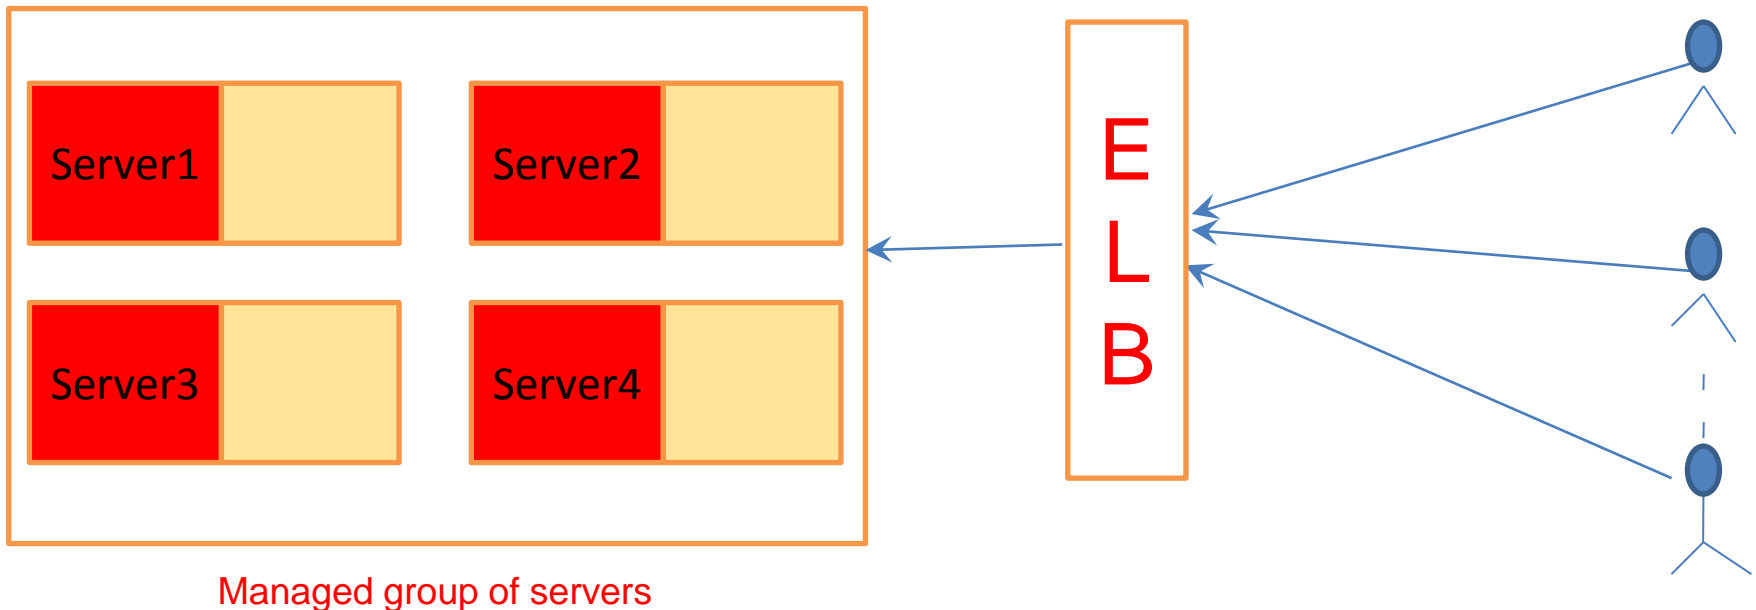 Server1
Server2
Server3
Server4
E
L
B
Managed group of servers